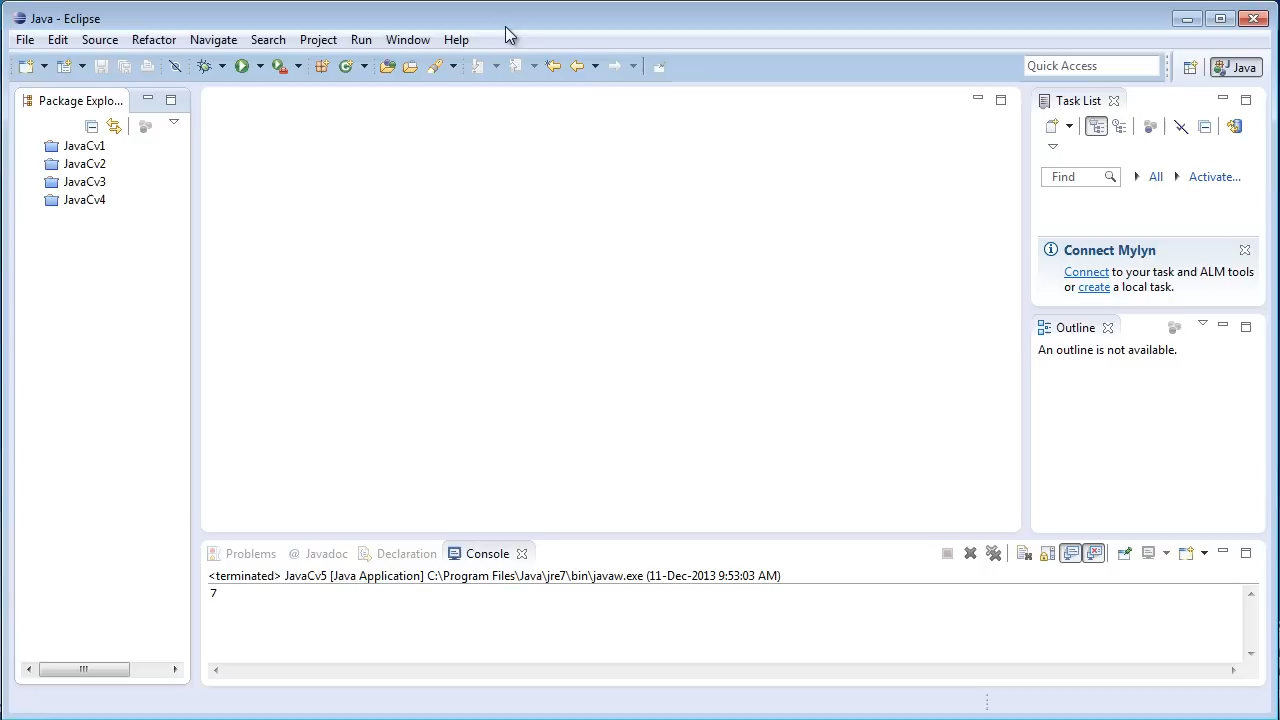 Java - Eclipse
File Edit Source Refactor Navigate Search Project Run Window Help
Quick Access
Java
Package Explo...
JavaCv1
JavaCv2
JavaCv3
JavaCv4
Task List
Find
All
Activate...
Connect Mylyn
Connect to your task and ALM tools
or create a local task.
Outline
An outline is not available.
Problems @ Javadoc Declaration Console
<terminated> JavaCv5 [Java Application] C:\Program Files\Java\jre7\bin\javaw.exe (11-Dec-2013 9:53:03 AM)
7